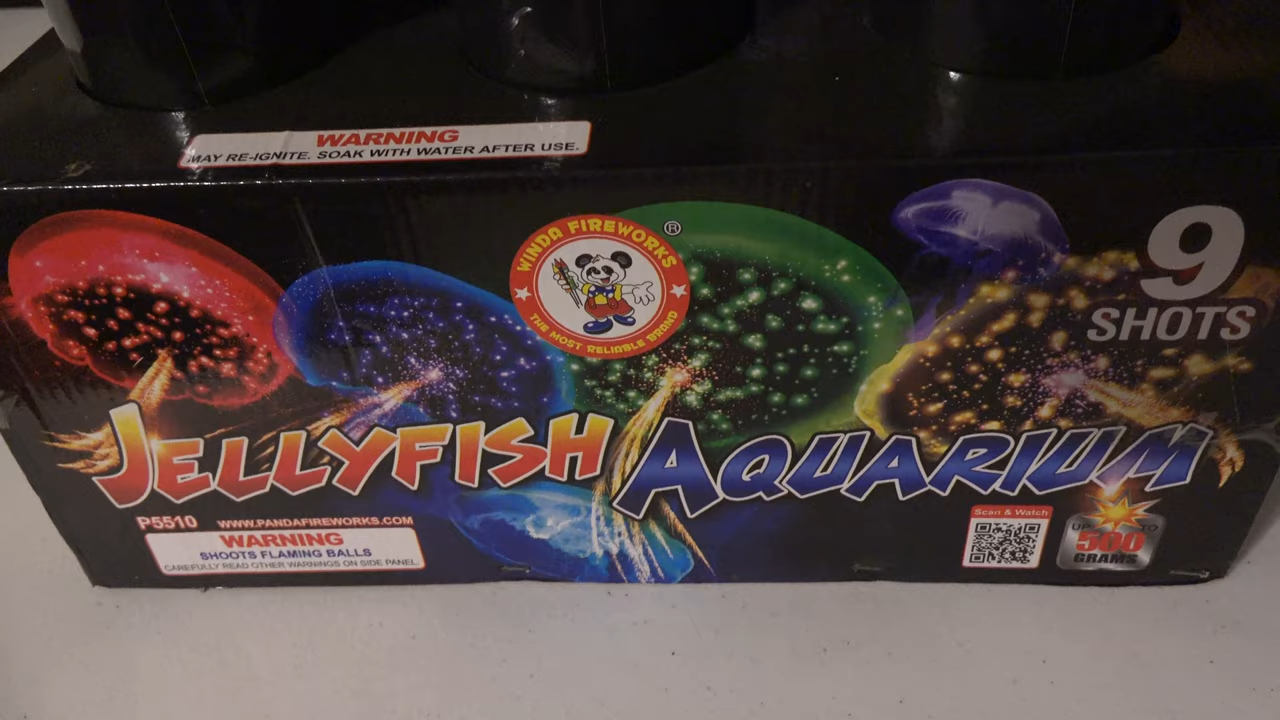 WARNING
MAY RE-IGNITE. SOAK WITH WATER AFTER USE.
WINDA FIREWORKS
®
THE MOST RELIABLE BRAND
9
SHOTS
JELLYFISH AQUARIUM
P5510 WWW.PANDAFIREWORKS.COM
WARNING
SHOOTS FLAMING BALLS
CAREFULLY READ OTHER WARNINGS ON SIDE PANEL.
Scan & Watch
UP TO
500
GRAMS